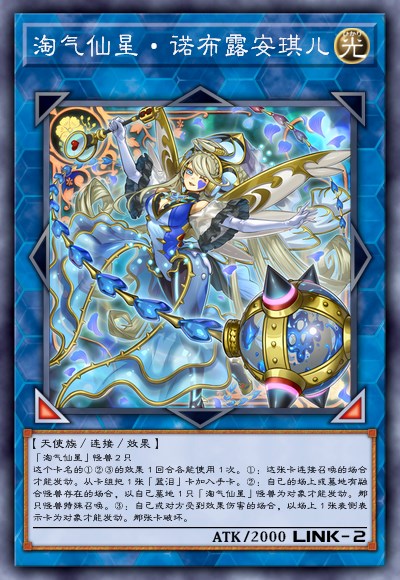 淘气仙星・诺布露安琪儿
光
ひかり
【天使族／连接／效果】
「淘气仙星」怪兽2只
这个卡名的①②③的效果1回合各能使用1次。①：这张卡连接召唤的场合
才能发动。从卡组把1张「蓝泪」卡加入手卡。②：自己的场上或墓地有融
合怪兽存在的场合，以自己墓地1只「淘气仙星」怪兽为对象才能发动。那
只怪兽特殊召唤。③：自己或对方受到效果伤害的场合，以场上1张表侧表
示卡为对象才能发动。那张卡破坏。
ATK/2000 LINK-2